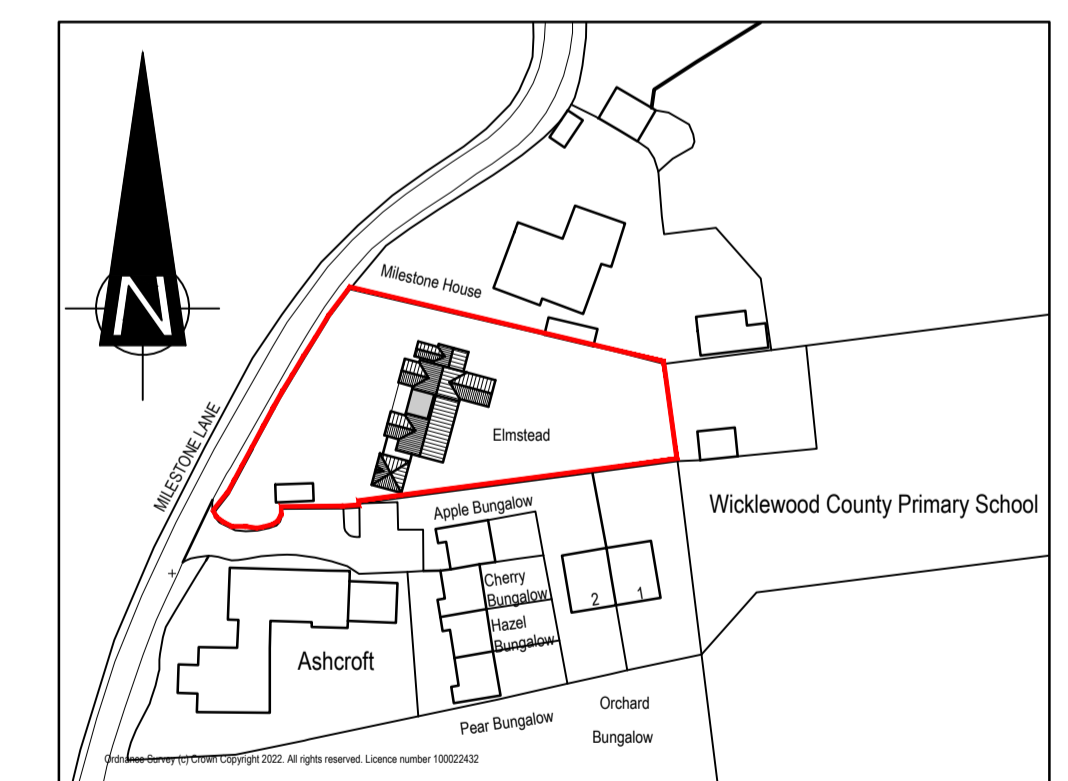 N
Milestone House
MILESTONE LANE
Elmstead
Apple Bungalow
Wicklewood County Primary School
Cherry
Bungalow
2
1
Hazel
Bungalow
Ashcroft
Pear Bungalow
Orchard
Bungalow
Ordnance Survey (c) Crown Copyright 2022. All rights reserved. Licence number 100022432